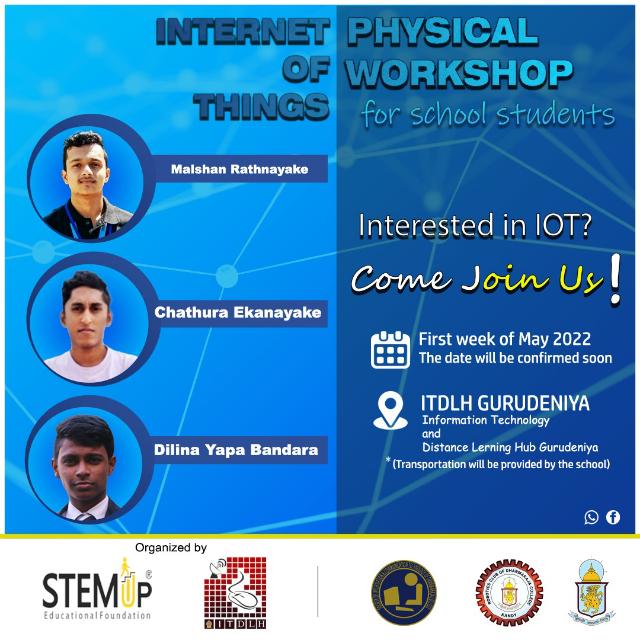 INTERNET
OF
THINGS
PHYSICAL
WORKSHOP
for school students
Malshan Rathnayake
Chathura Ekanayake
Dilina Yapa Bandara
Interested in IOT?
Come Join Us!
First week of May 2022
The date will be confirmed soon
ITDLH GURUDENIYA
Information Technology
and
Distance Lerning Hub Gurudeniya
* (Transportation will be provided by the school)
Organized by
STEMUP®
Educational Foundation
ITDLH
KANDY